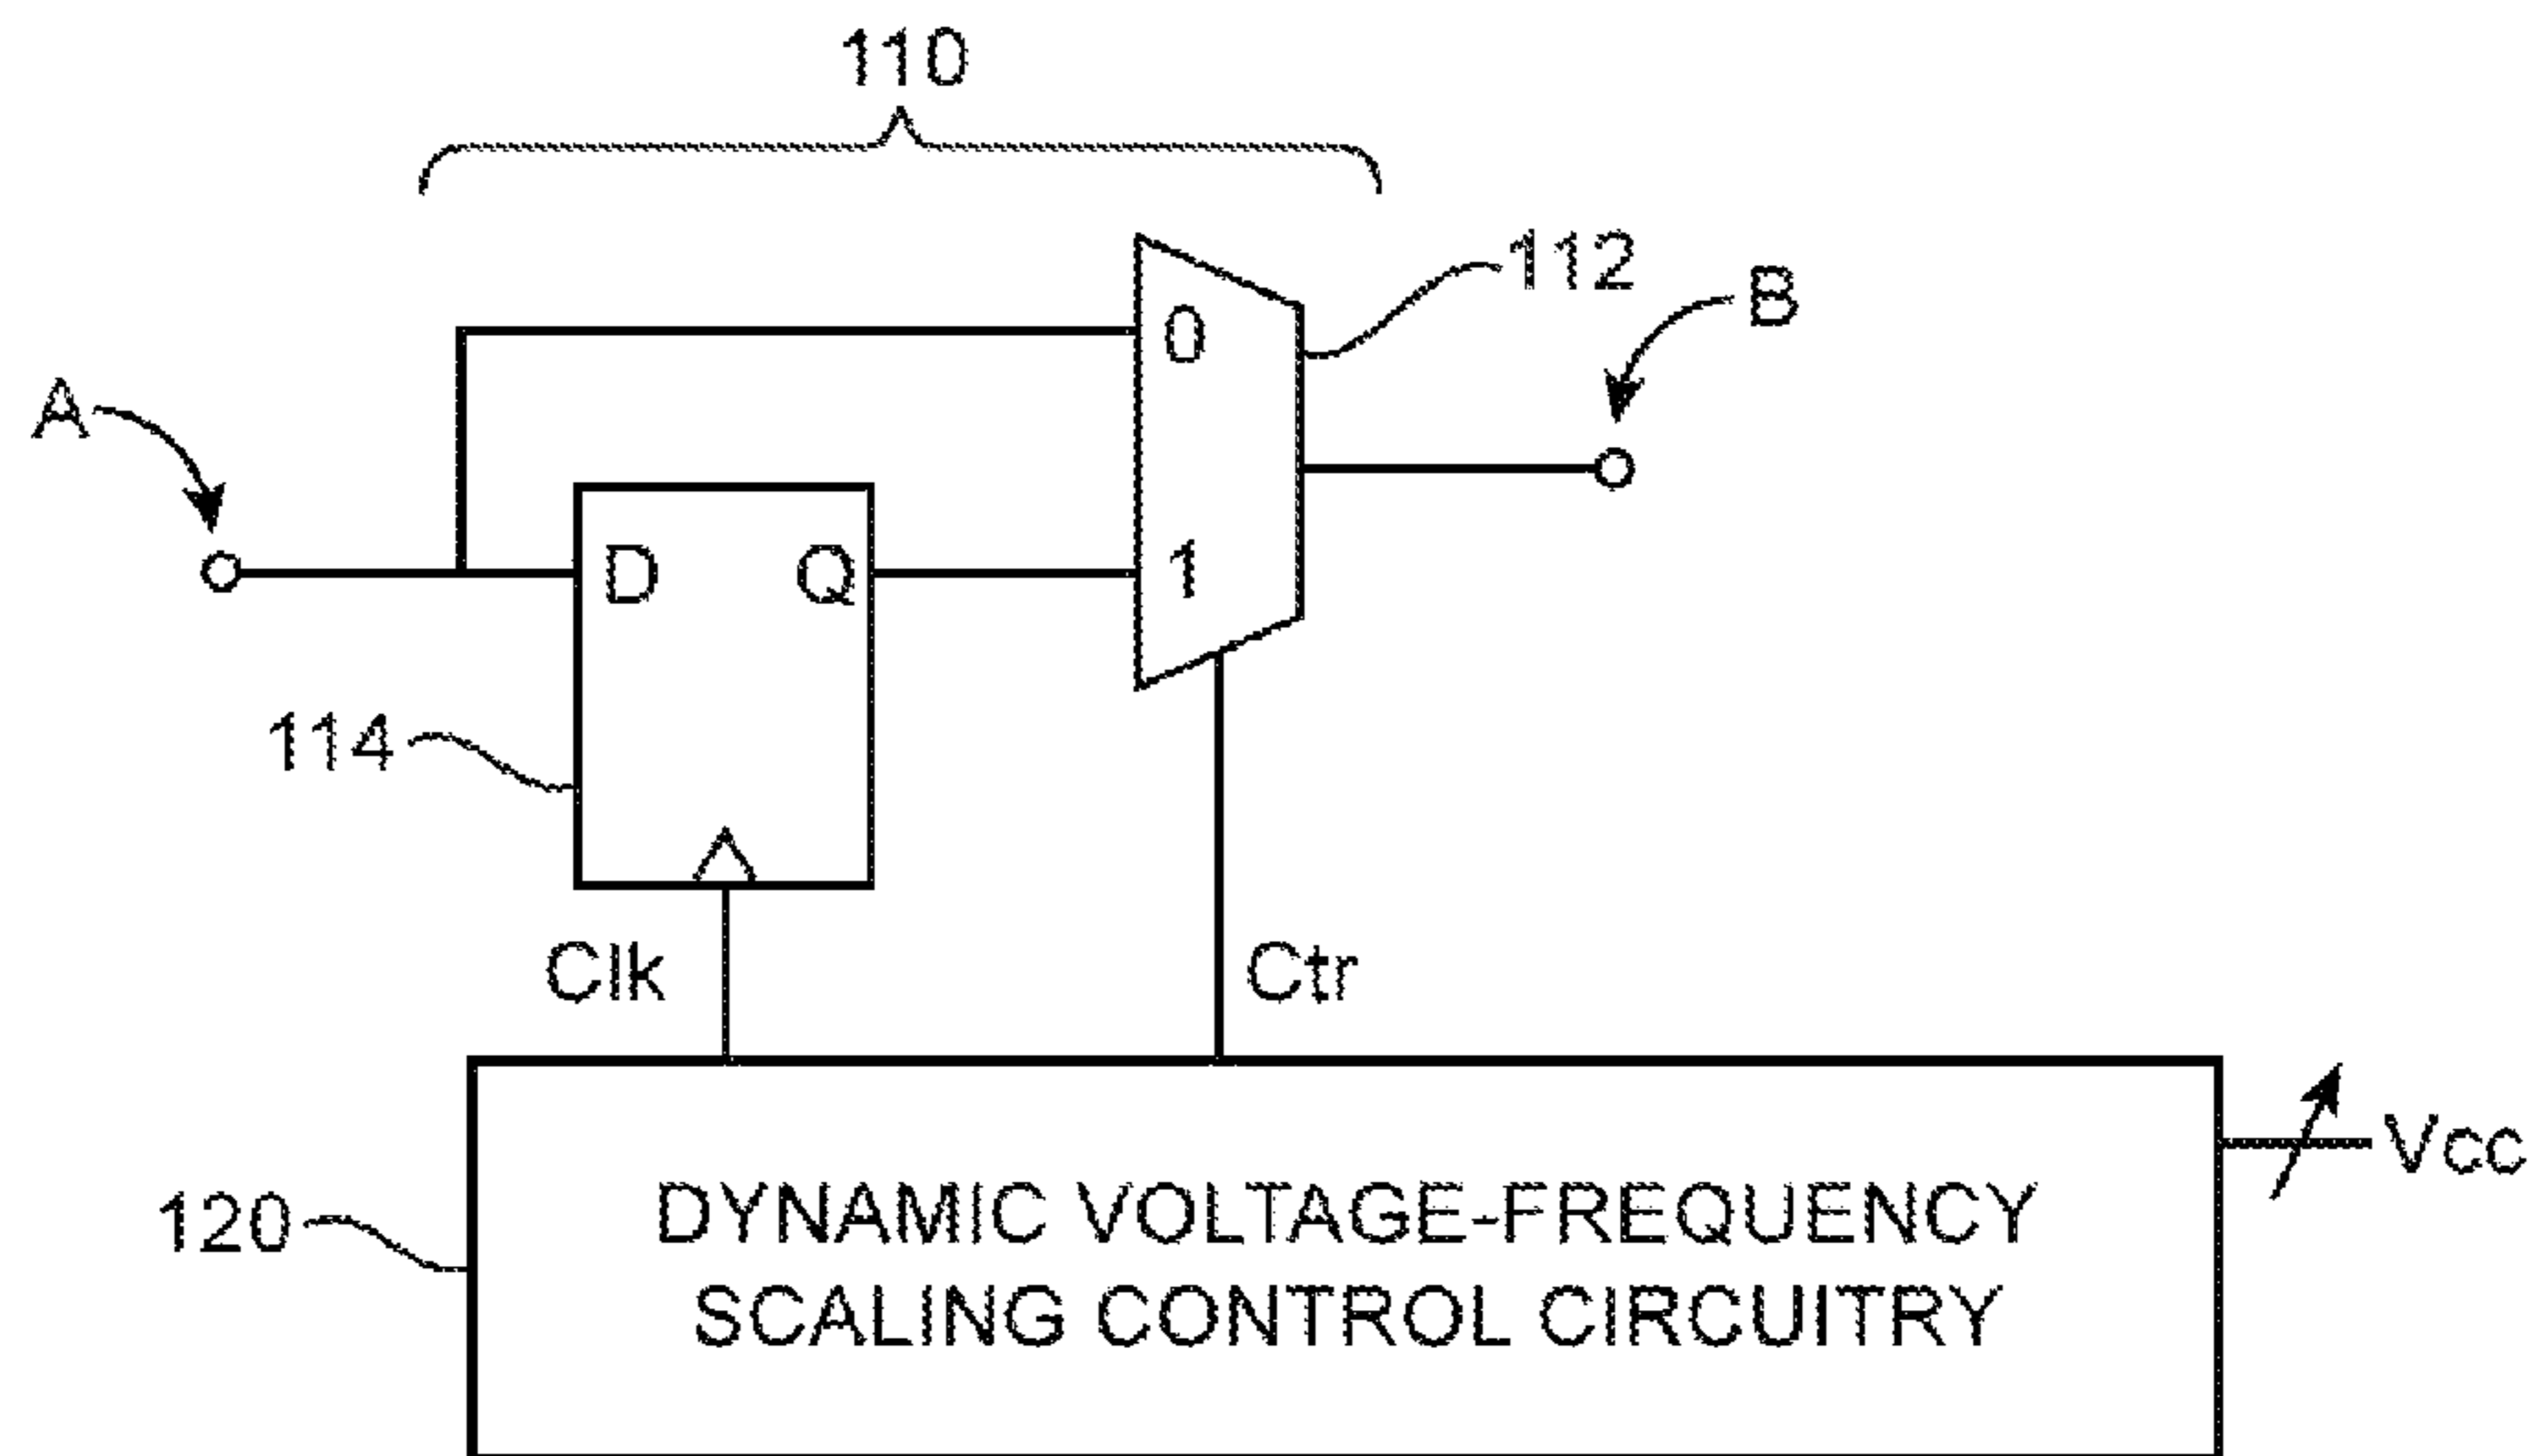 110
112
B
A
0
D
Q
1
114
Clk
Ctr
Vcc
120
DYNAMIC VOLTAGE-FREQUENCY
SCALING CONTROL CIRCUITRY